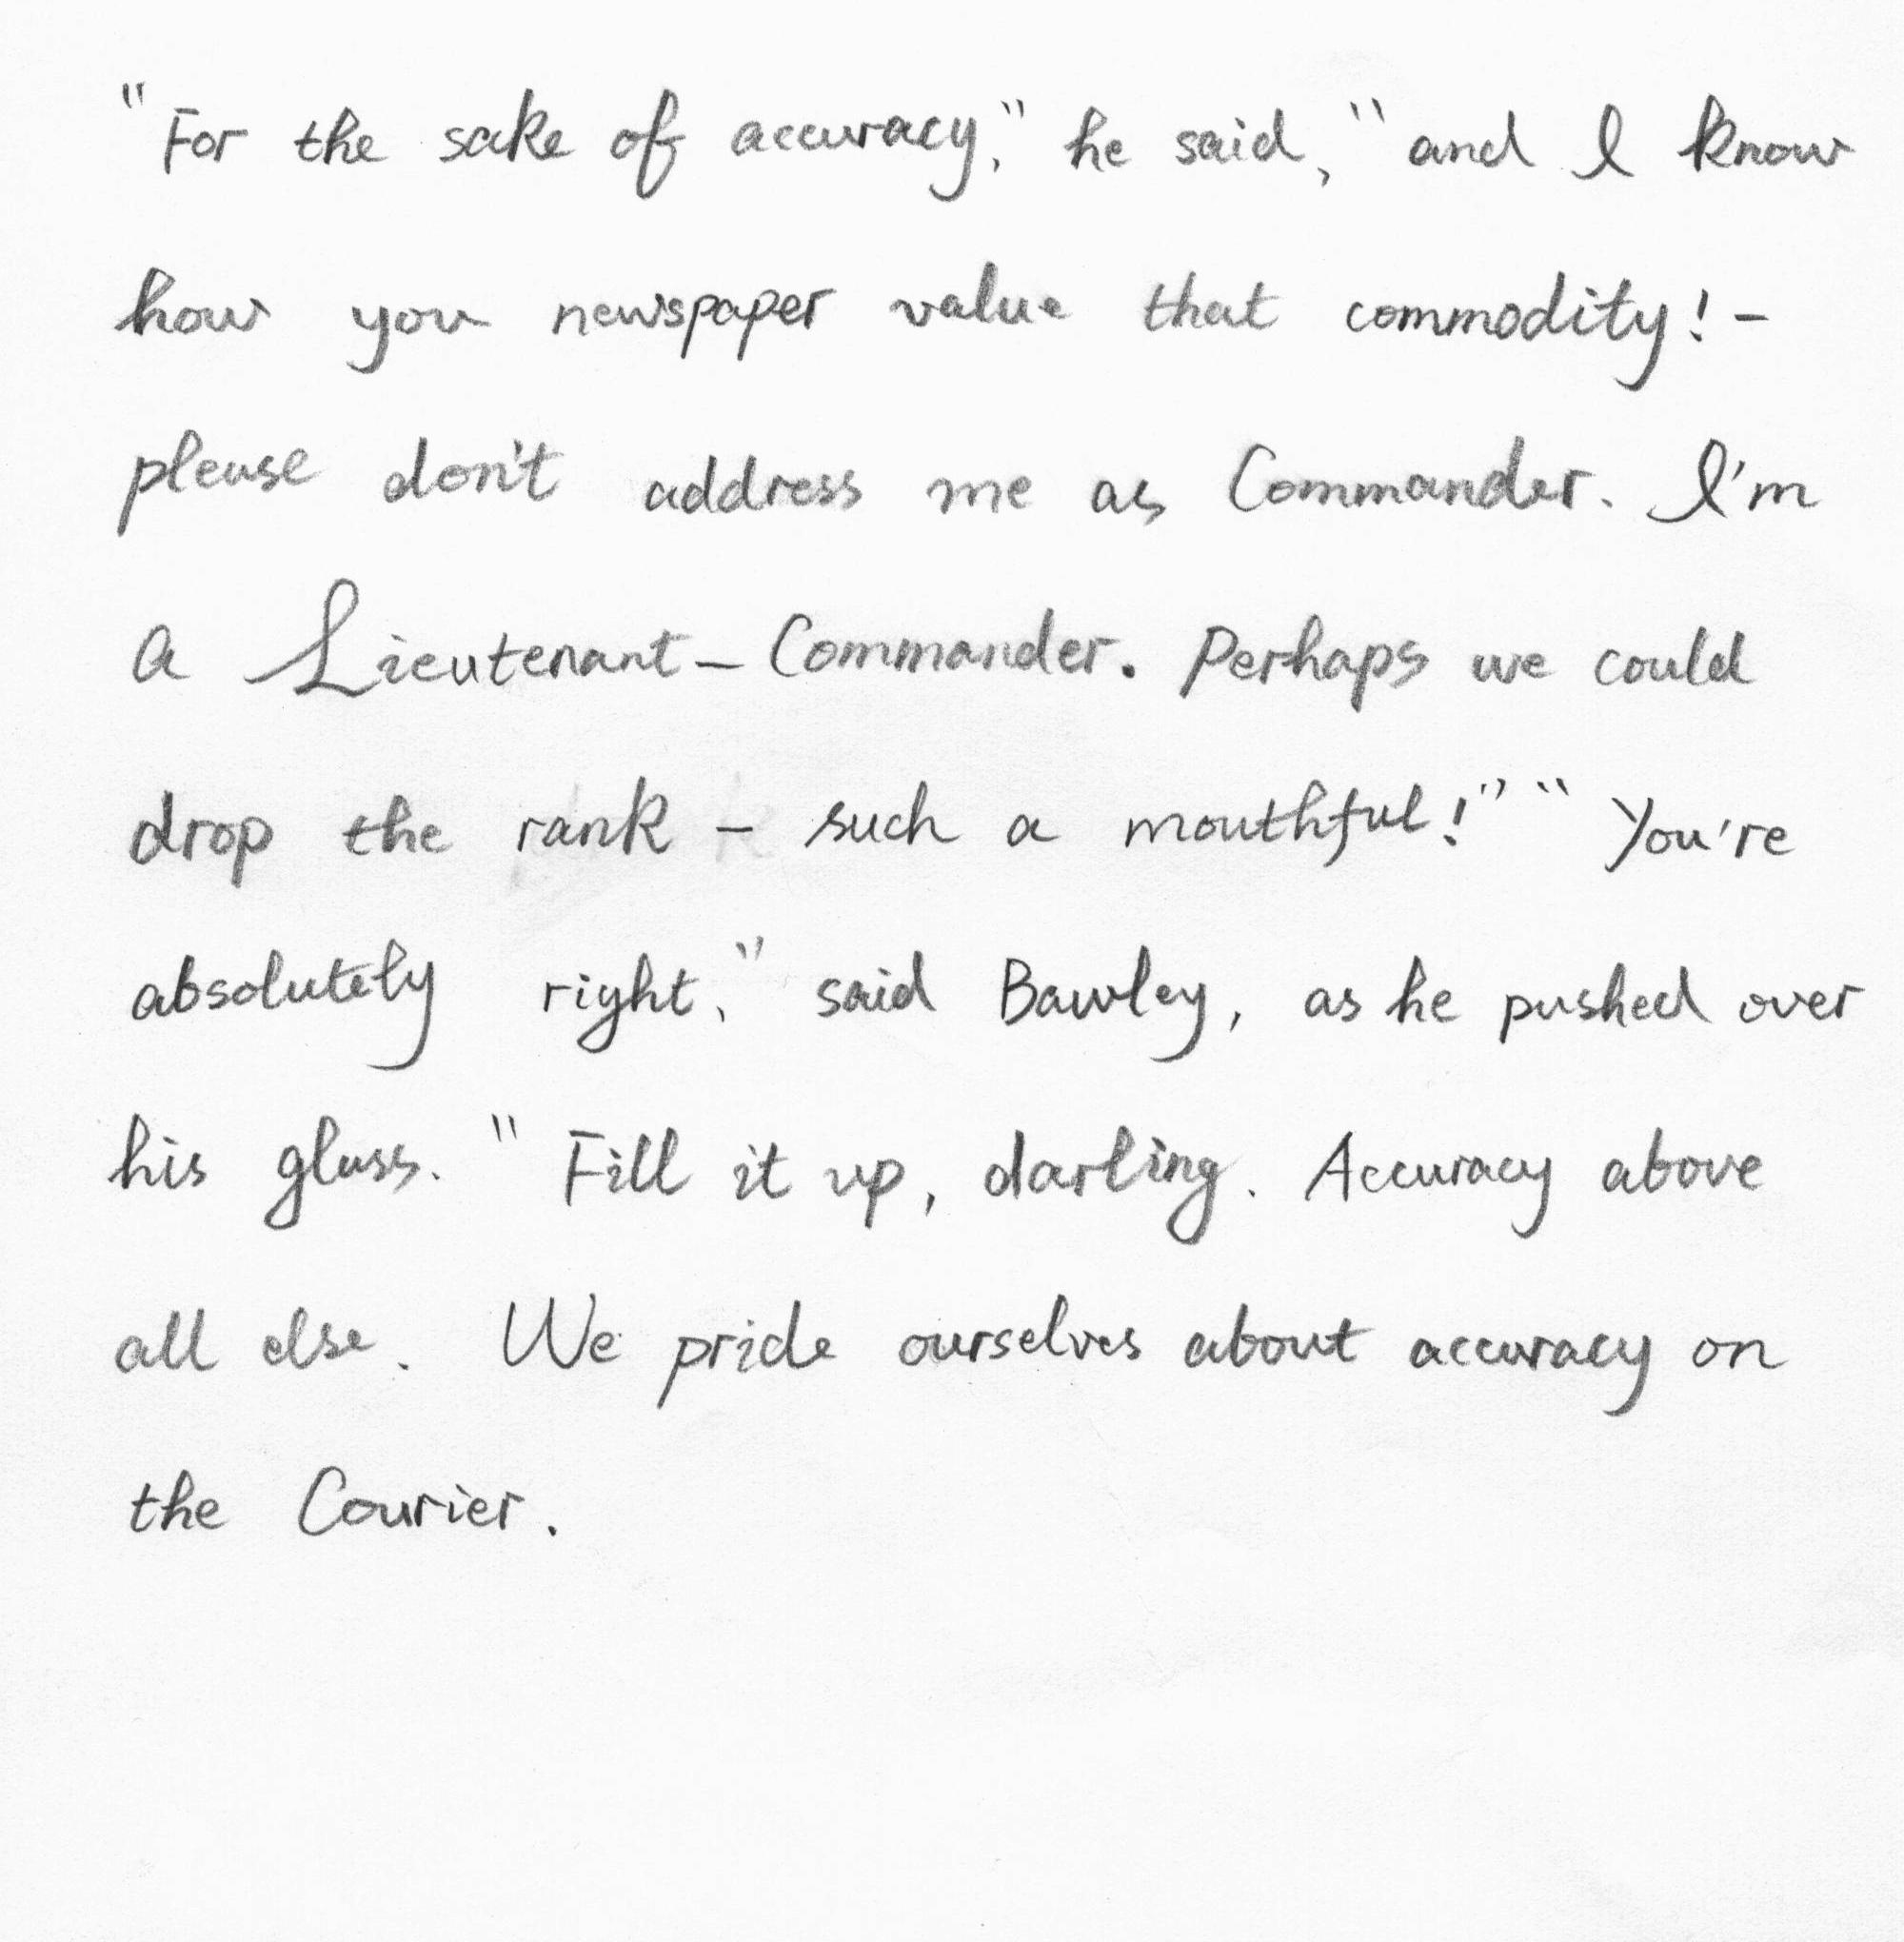 "For the sake of accuracy," he said, "and I know
how you newspaper value that commodity! -
please don't address me as Commander. I'm
a Lieutenant-Commander. Perhaps we could
drop the rank - such a mouthful!" "You're
absolutely right," said Bawley, as he pushed over
his glass. "Fill it up, darling. Accuracy above
all else. We pride ourselves about accuracy on
the Courier.